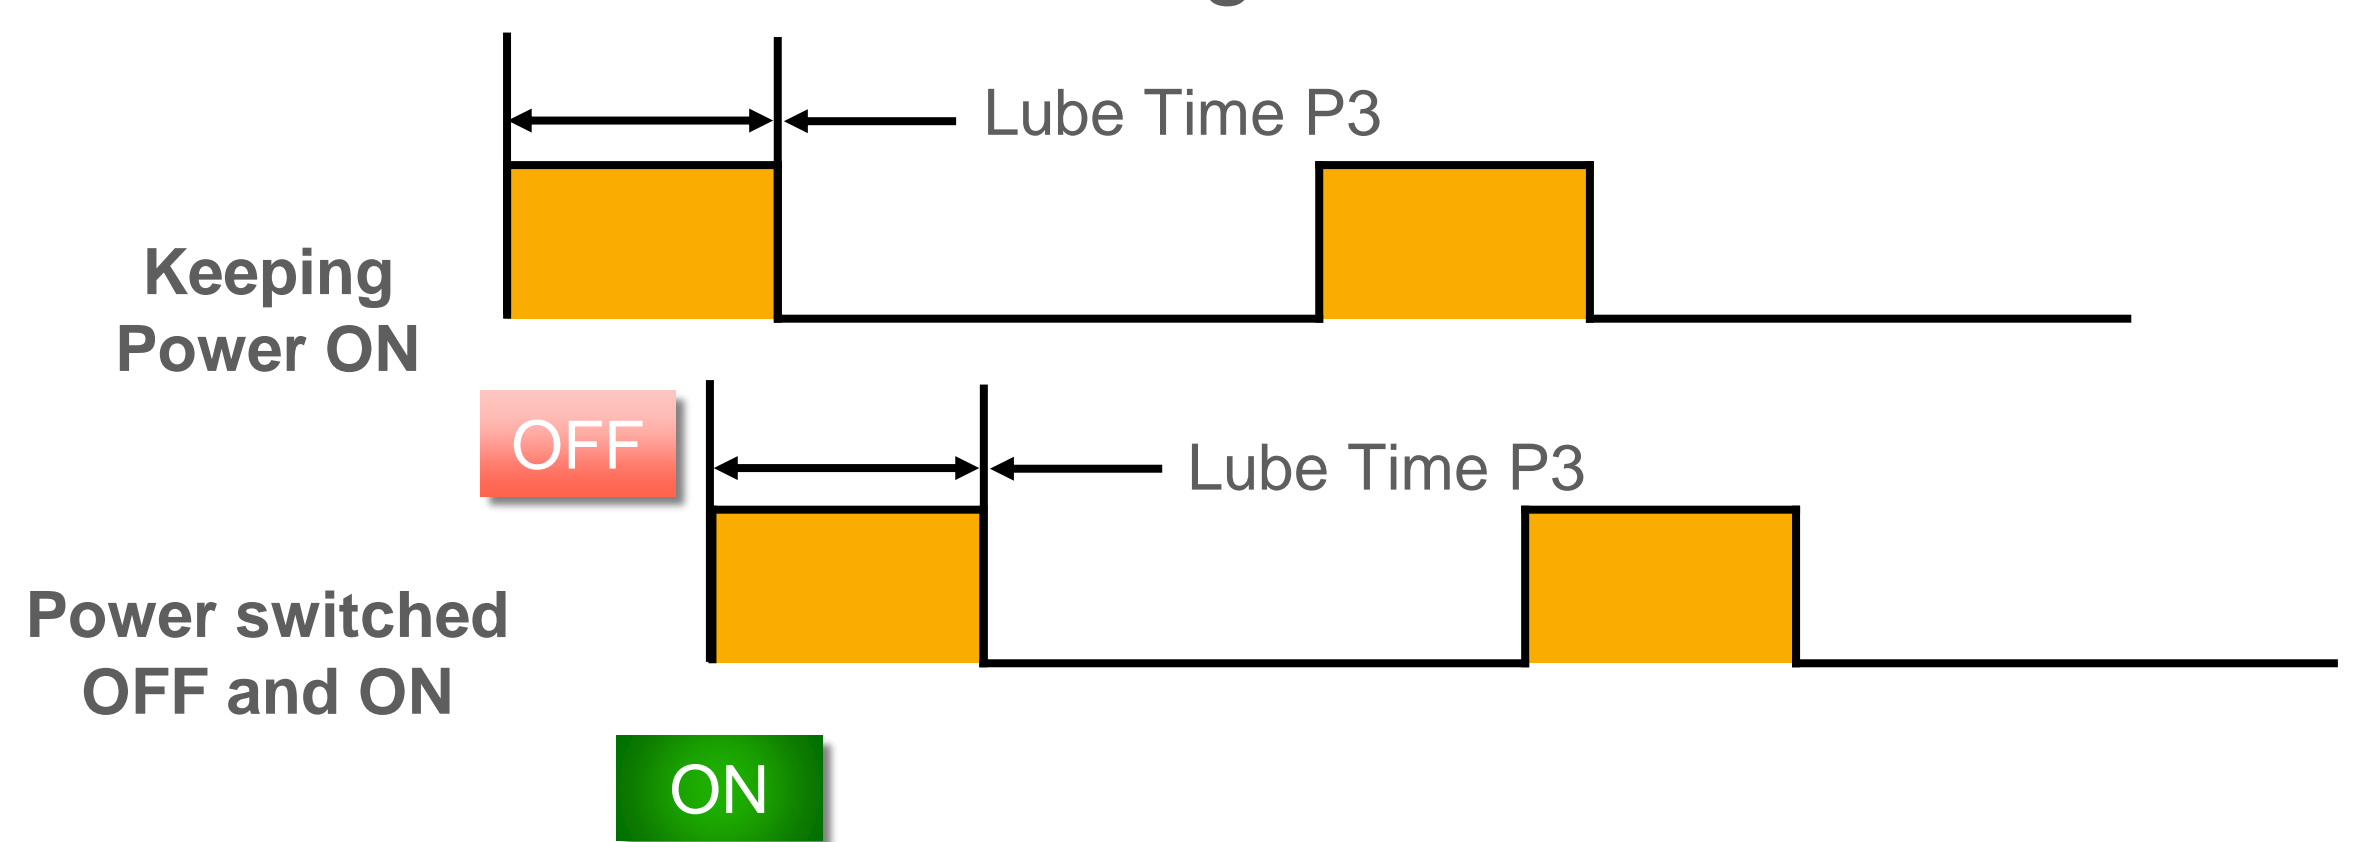 Lube Time P3
Keeping
Power ON
OFF
Lube Time P3
Power switched
OFF and ON
ON